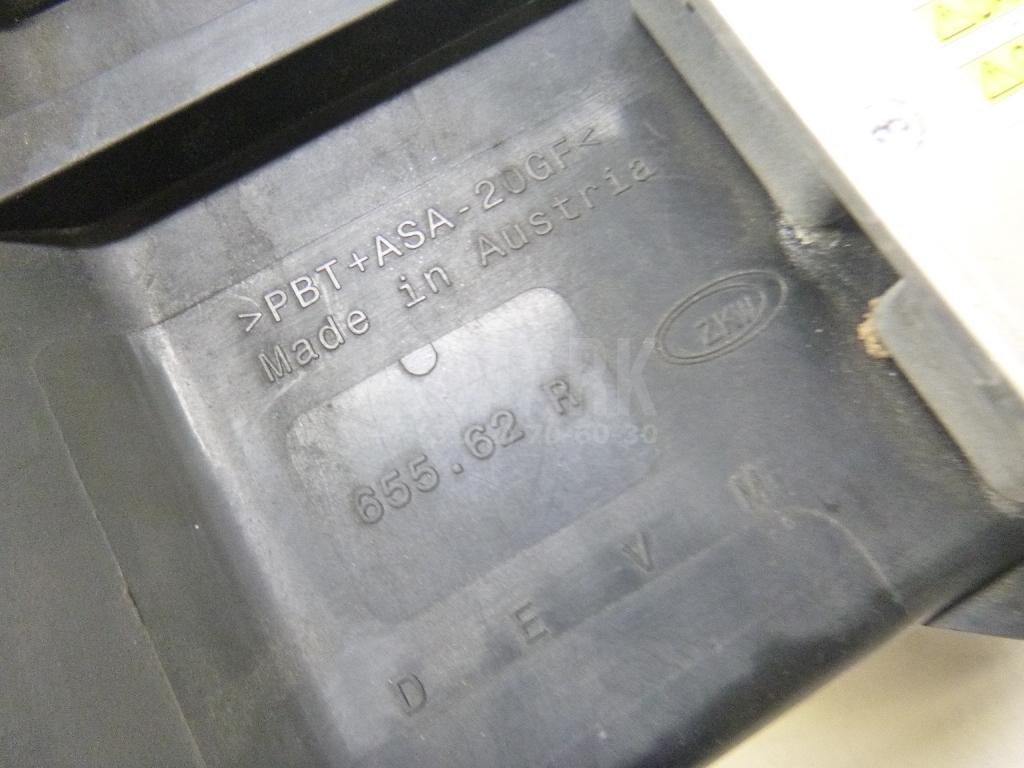 >PBT+ASA-20GF<
Made in Austria
ZKW
655.62 R
D E V M